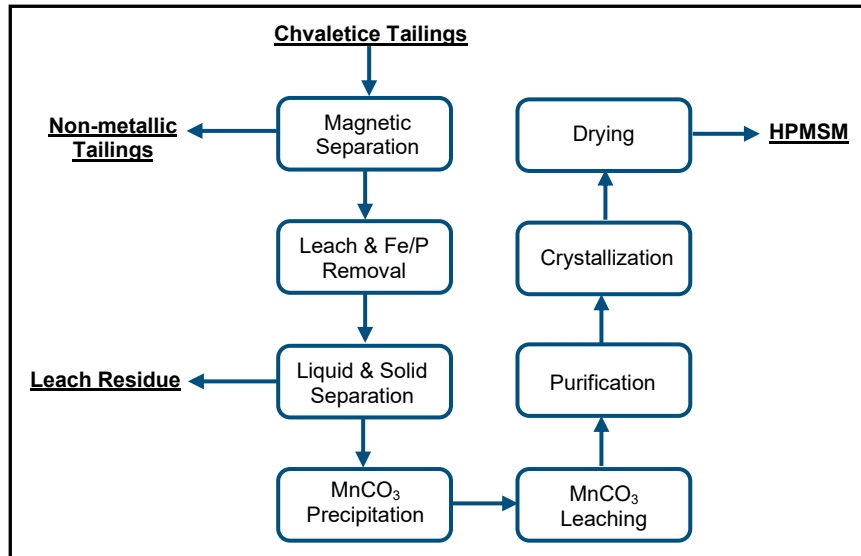 Chvaletice Tailings
Magnetic
Separation
Non-metallic
Tailings
Leach & Fe/P
Removal
Liquid & Solid
Separation
Leach Residue
MnCO₃
Precipitation
MnCO₃
Leaching
Purification
Crystallization
Drying
HPMSM